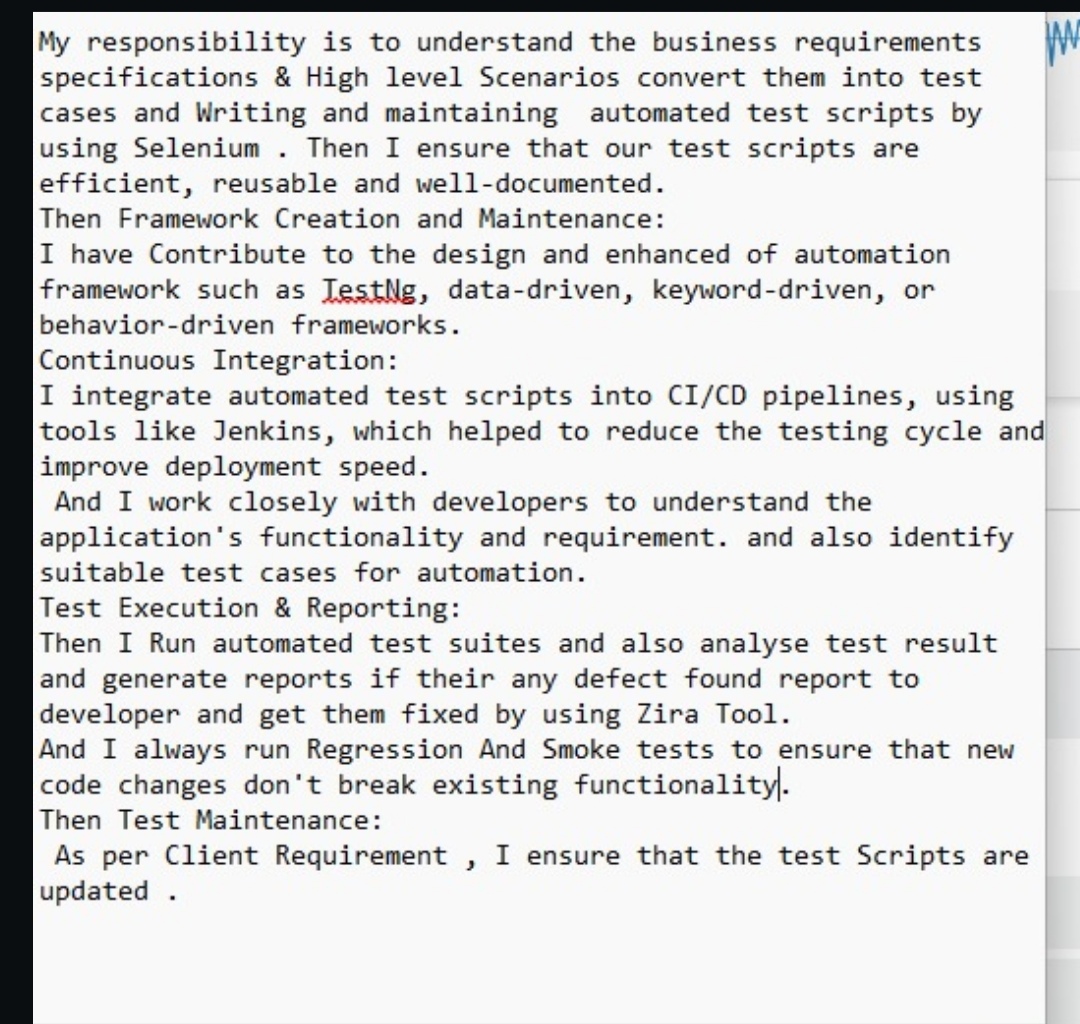 My responsibility is to understand the business requirements
specifications & High level Scenarios convert them into test
cases and Writing and maintaining  automated test scripts by
using Selenium . Then I ensure that our test scripts are
efficient, reusable and well-documented.
Then Framework Creation and Maintenance:
I have Contribute to the design and enhanced of automation
framework such as TestNg, data-driven, keyword-driven, or
behavior-driven frameworks.
Continuous Integration:
I integrate automated test scripts into CI/CD pipelines, using
tools like Jenkins, which helped to reduce the testing cycle and
improve deployment speed.
 And I work closely with developers to understand the
application's functionality and requirement. and also identify
suitable test cases for automation.
Test Execution & Reporting:
Then I Run automated test suites and also analyse test result
and generate reports if their any defect found report to
developer and get them fixed by using Zira Tool.
And I always run Regression And Smoke tests to ensure that new
code changes don't break existing functionality.
Then Test Maintenance:
 As per Client Requirement , I ensure that the test Scripts are
updated .